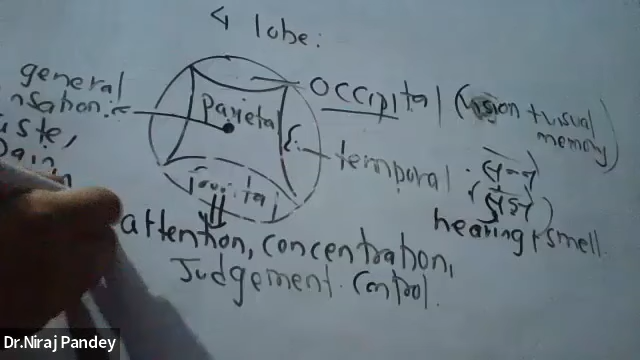 4 lobe:
general
nsation:
ste,
pain
parietal
occipital (vision + visual
memory)
temporal.
hearing + smell
attention, concentration,
Judgement. Control.
Dr.Niraj Pandey